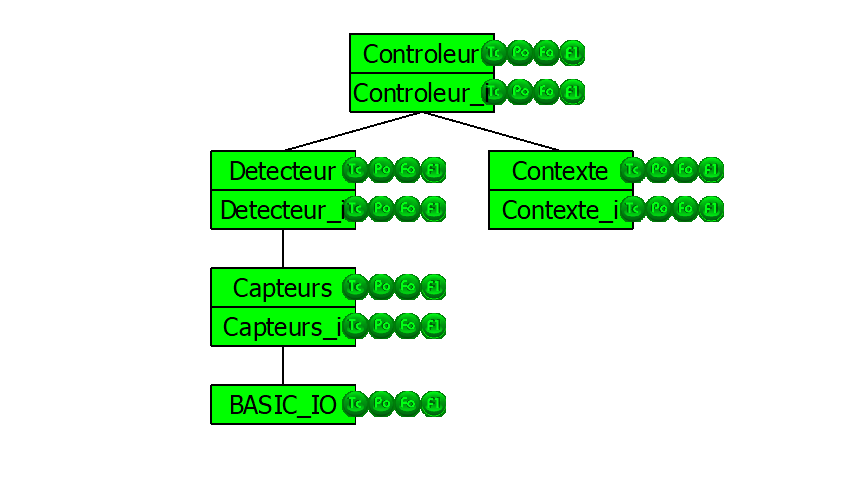 Controleur Tc Po Fo El
Controleur_i Tc Po Fo El
Detecteur Tc Po Fo El
Contexte Tc Po Fo El
Detecteur_i Tc Po Fo El
Contexte_i Tc Po Fo El
Capteurs Tc Po Fo El
Capteurs_i Tc Po Fo El
BASIC_IO Tc Po Fo El